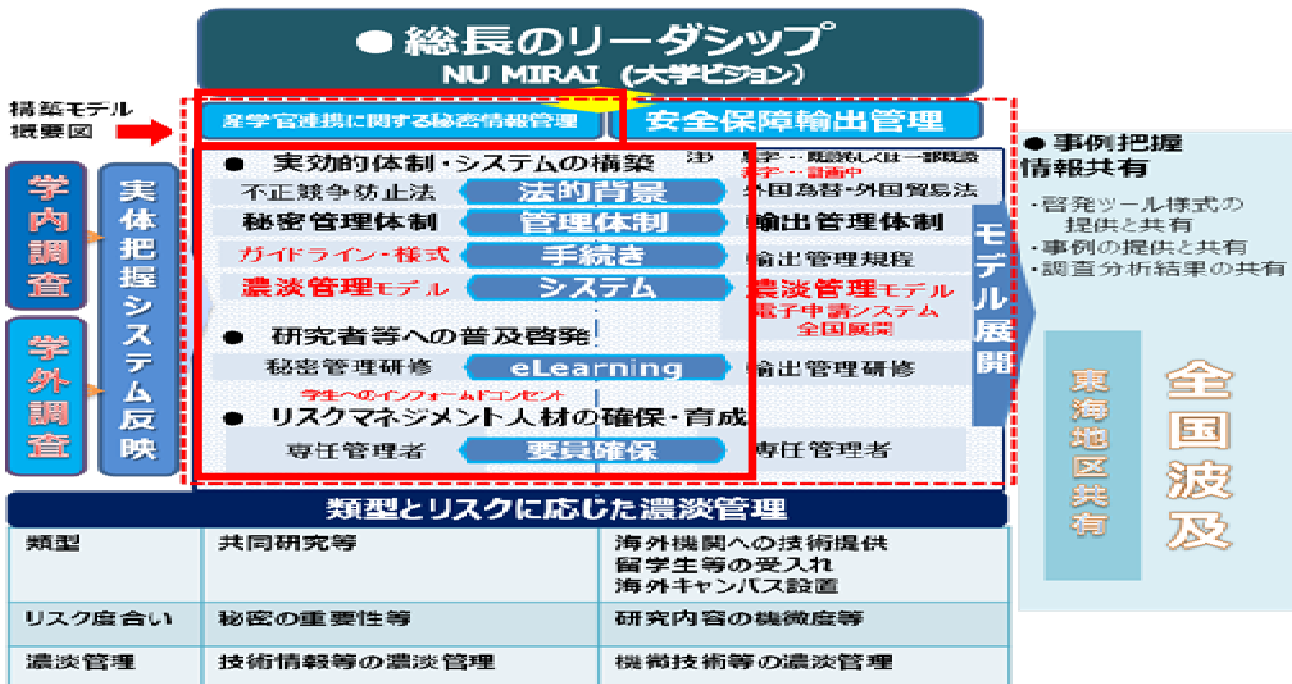 ● 総長のリーダシップ
NU MIRAI (大学ビジョン)
構築モデル
概要図
産学官連携に関する秘密情報管理
安全保障輸出管理
学内調査
学外調査
実体把握システム反映
● 実効的体制・システムの構築
注)
不正競争防止法
法的背景
外国為替・外国貿易法
秘密管理体制
管理体制
輸出管理体制
ガイドライン・様式
手続き
輸出管理規程
濃淡管理モデル
システム
濃淡管理モデル
電子申請システム
全国展開
● 研究者等への普及啓発
秘密管理研修
eLearning
輸出管理研修
学生へのインフォームドコンセント
● リスクマネジメント人材の確保・育成
専任管理者
要員確保
専任管理者
モデル展開
● 事例把握
情報共有
・啓発ツール様式の
提供と共有
・事例の提供と共有
・調査分析結果の共有
東海地区共有
全国波及
類型とリスクに応じた濃淡管理
類型
共同研究等
海外機関への技術提供
留学生等の受入れ
海外キャンパス設置
リスク度合い
秘密の重要性等
研究内容の機微度等
濃淡管理
技術情報等の濃淡管理
機微技術等の濃淡管理